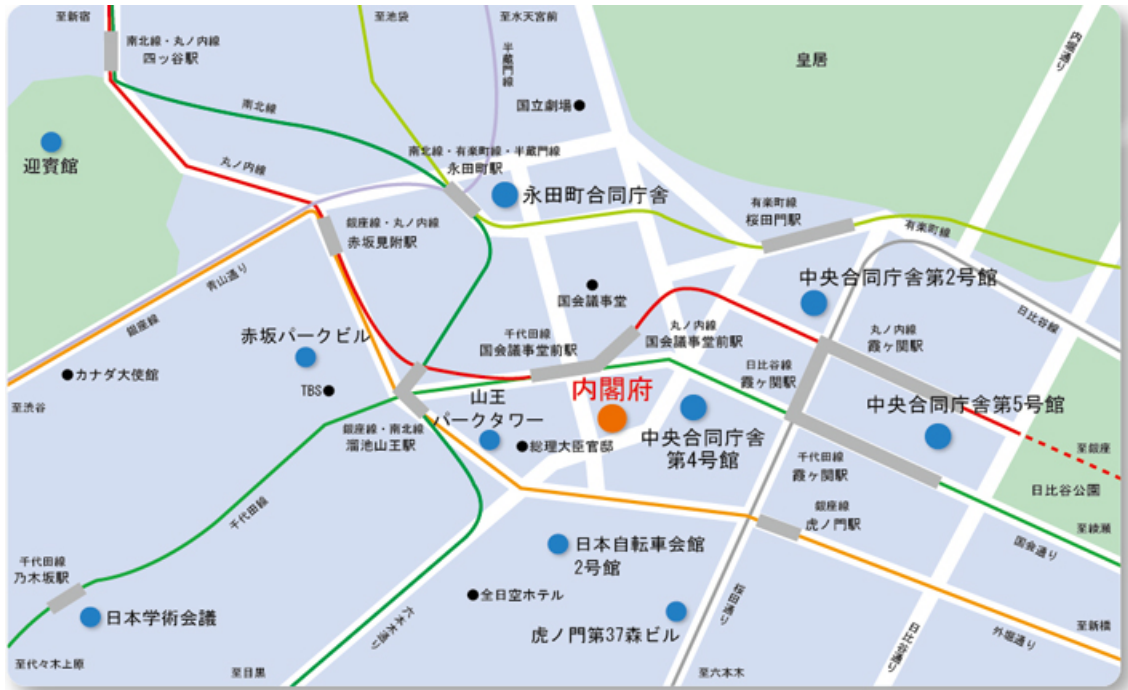 至新宿
至池袋
至水天宮前
内堀通り
南北線・丸ノ内線
四ッ谷駅
半蔵門線
皇居
南北線
国立劇場
迎賓館
丸ノ内線
南北線・有楽町線・半蔵門線
永田町駅
永田町合同庁舎
有楽町線
桜田門駅
有楽町線
銀座線・丸ノ内線
赤坂見附駅
青山通り
銀座線
国会議事堂
中央合同庁舎第2号館
日比谷線
赤坂パークビル
千代田線
国会議事堂前駅
丸ノ内線
国会議事堂前駅
丸ノ内線
霞ヶ関駅
カナダ大使館
TBS
日比谷線
霞ヶ関駅
至渋谷
山王
パークタワー
内閣府
中央合同庁舎第5号館
銀座線・南北線
溜池山王駅
総理大臣官邸
中央合同庁舎
第4号館
至銀座
千代田線
霞ヶ関駅
日比谷公園
千代田線
銀座線
虎ノ門駅
至綾瀬
国会通り
千代田線
乃木坂駅
日本自転車会館
2号館
日本学術会議
全日空ホテル
六本木通り
桜田通り
虎ノ門第37森ビル
日比谷通り
外堀通り
至新橋
至代々木上原
至目黒
至六本木